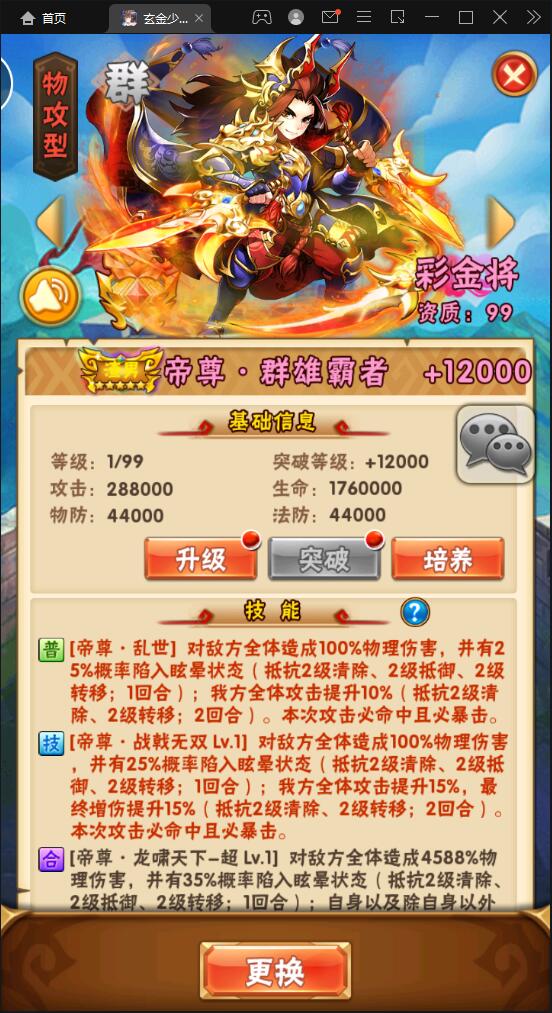 首页
玄金少...
物攻型
群
彩金将
资质：99
帝尊·群雄霸者 +12000
基础信息
等级：1/99
突破等级：+12000
攻击：288000
生命：1760000
物防：44000
法防：44000
升级
突破
培养
技 能
?
普 [帝尊·乱世] 对敌方全体造成100%物理伤害，并有2
5%概率陷入眩晕状态（抵抗2级清除、2级抵御、2级
转移；1回合）；我方全体攻击提升10%（抵抗2级清
除、2级转移；2回合）。本次攻击必命中且必暴击。
技 [帝尊·战戟无双 Lv.1] 对敌方全体造成100%物理伤害
，并有25%概率陷入眩晕状态（抵抗2级清除、2级抵
御、2级转移；1回合）；我方全体攻击提升15%，最
终增伤提升15%（抵抗2级清除、2级转移；2回合）。
本次攻击必命中且必暴击。
合 [帝尊·龙啸天下-超 Lv.1] 对敌方全体造成4588%物
理伤害，并有35%概率陷入眩晕状态（抵抗2级清除、
2级抵御、2级转移；1回合）；自身以及除自身以外
更换